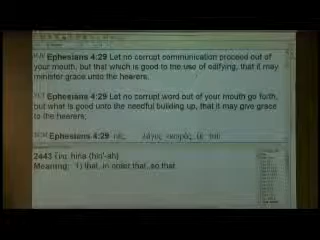 Ephesians 4:29 Let no corrupt communication proceed out of
your mouth, but that which is good to the use of edifying, that it may
minister grace unto the hearers.
Ephesians 4:29 Let no corrupt word out of your mouth go forth,
but what is good unto the needful building up, that it may give grace
to the hearers;
Ephesians 4:29
2443 ἵνα hina (hin'-ah)
Meaning: 1) that, in order that, so that